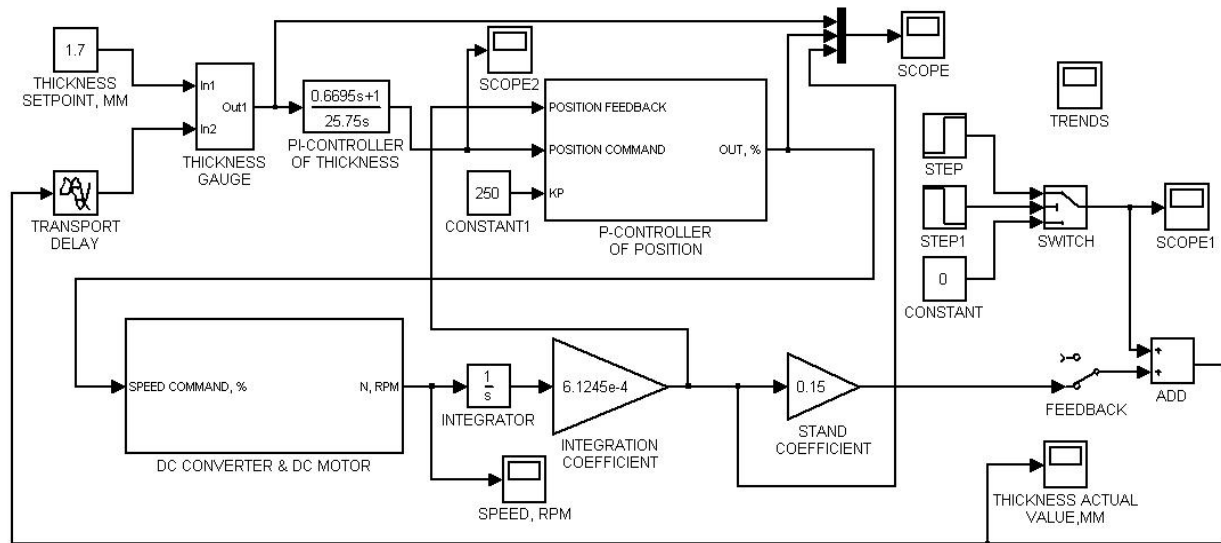 1.7
THICKNESS
SETPOINT, MM
In1
In2
Out1
THICKNESS
GAUGE
0.6695s+1
25.75s
PI-CONTROLLER
OF THICKNESS
SCOPE2
POSITION FEEDBACK
POSITION COMMAND
KP
OUT, %
P-CONTROLLER
OF POSITION
250
CONSTANT1
SCOPE
TRENDS
TRANSPORT
DELAY
STEP
STEP1
0
CONSTANT
SWITCH
SCOPE1
SPEED COMMAND, %
N, RPM
DC CONVERTER & DC MOTOR
1
s
INTEGRATOR
6.1245e-4
INTEGRATION
COEFFICIENT
0.15
STAND
COEFFICIENT
FEEDBACK
+
+
ADD
SPEED, RPM
THICKNESS ACTUAL
VALUE,MM